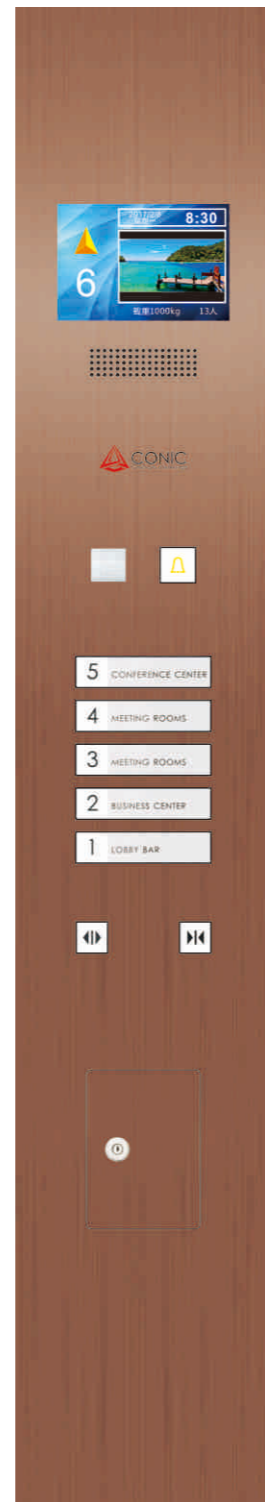 8:30
6
載重1000kg 13人
CONIC
5 CONFERENCE CENTER
4 MEETING ROOMS
3 MEETING ROOMS
2 BUSINESS CENTER
1 LOBBY BAR